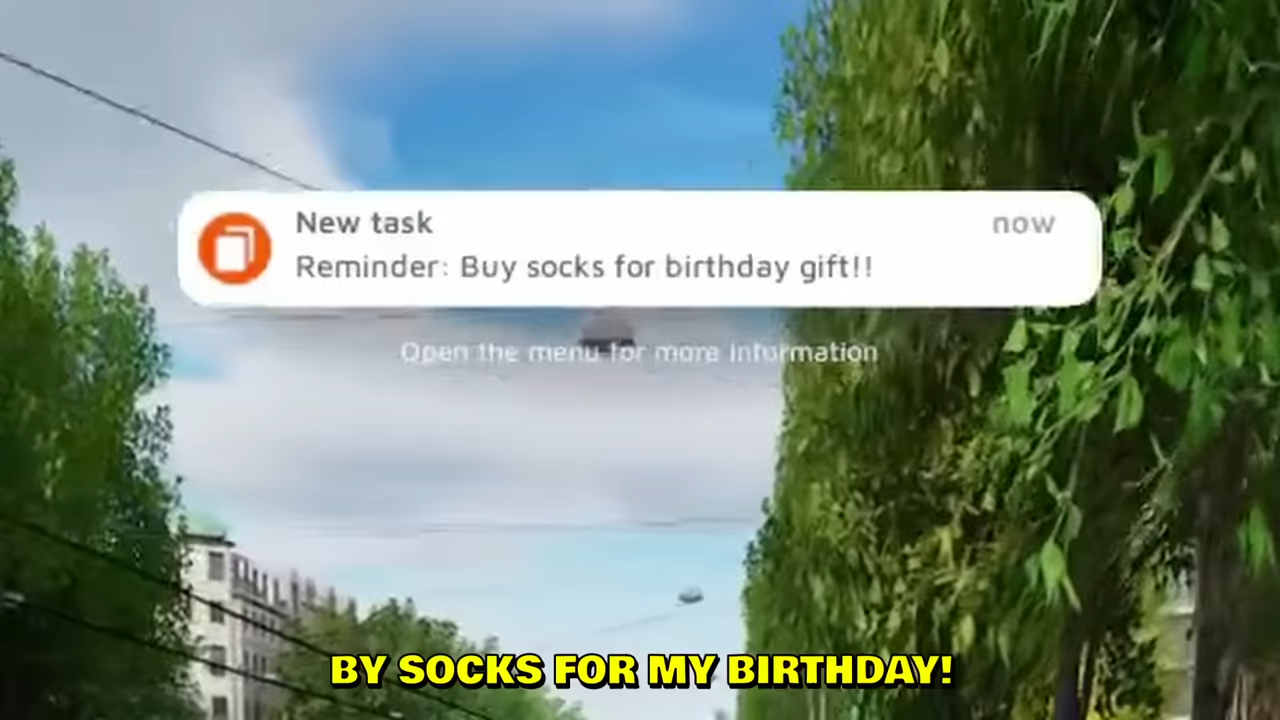 New task
now
Reminder: Buy socks for birthday gift!!
Open the menu for more information
BY SOCKS FOR MY BIRTHDAY!